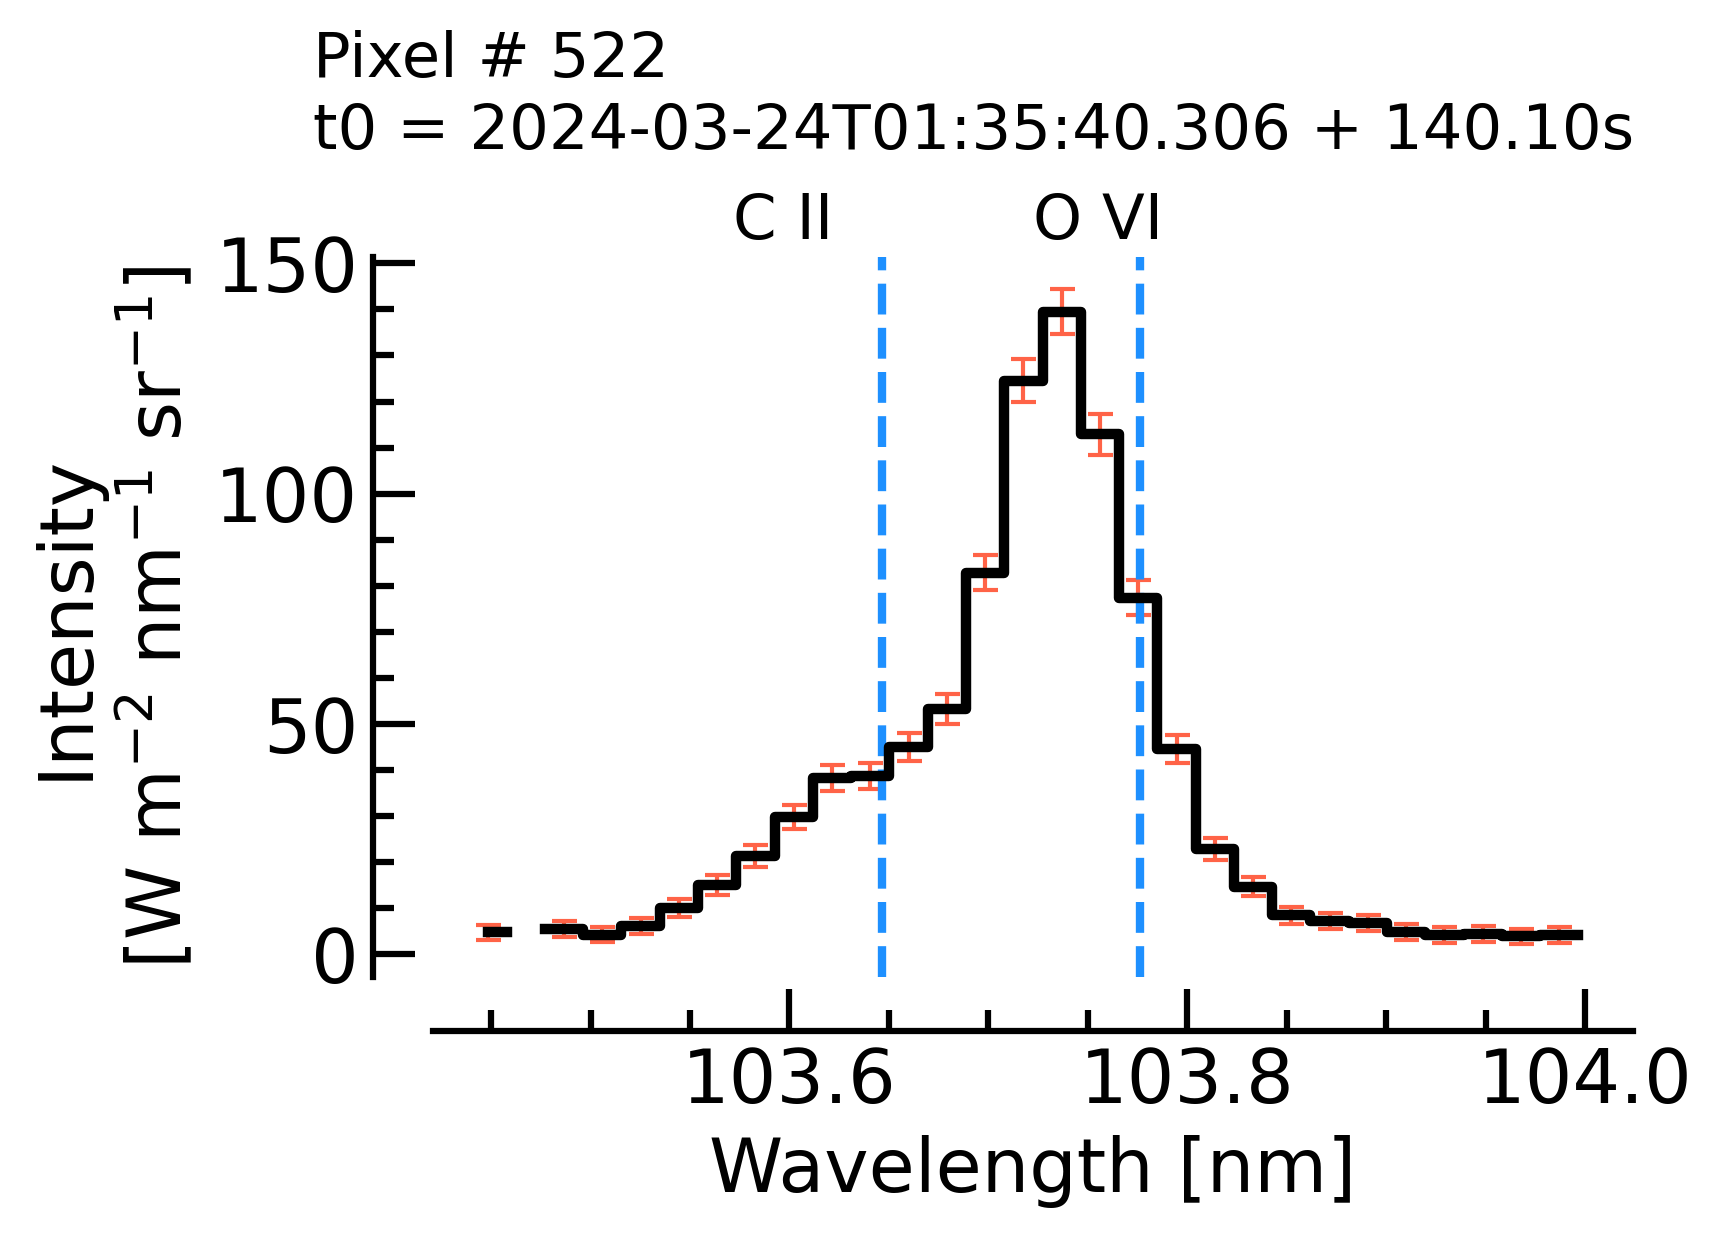 Pixel # 522
t0 = 2024-03-24T01:35:40.306 + 140.10s
C II
O VI
150
100
50
0
Intensity
[W m⁻² nm⁻¹ sr⁻¹]
103.6
103.8
104.0
Wavelength [nm]